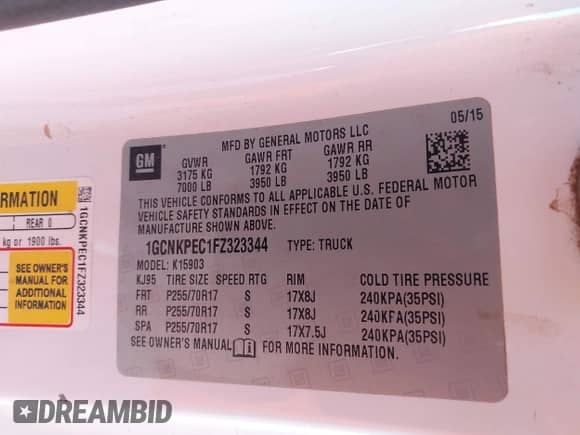 05/15
GM
MFD BY GENERAL MOTORS LLC
GVWR GAWR FRT GAWR RR
3175 KG 1792 KG 1792 KG
7000 LB 3950 LB 3950 LB
THIS VEHICLE CONFORMS TO ALL APPLICABLE U.S. FEDERAL MOTOR
VEHICLE SAFETY STANDARDS IN EFFECT ON THE DATE OF
MANUFACTURE SHOWN ABOVE.
1GCNKPEC1FZ323344 TYPE: TRUCK
MODEL: K15903
KJ95 TIRE SIZE SPEED RTG RIM COLD TIRE PRESSURE
FRT P255/70R17 S 17X8J 240KPA(35PSI)
RR P255/70R17 S 17X8J 240KPA(35PSI)
SPA P255/70R17 S 17X7.5J 240KPA(35PSI)
SEE OWNER'S MANUAL FOR MORE INFORMATION.
ORMATION
REAR 0
kg or 1900 lbs.
SEE OWNER'S
MANUAL FOR
ADDITIONAL
INFORMATION
1GCNKPEC1FZ323344
DREAMBID